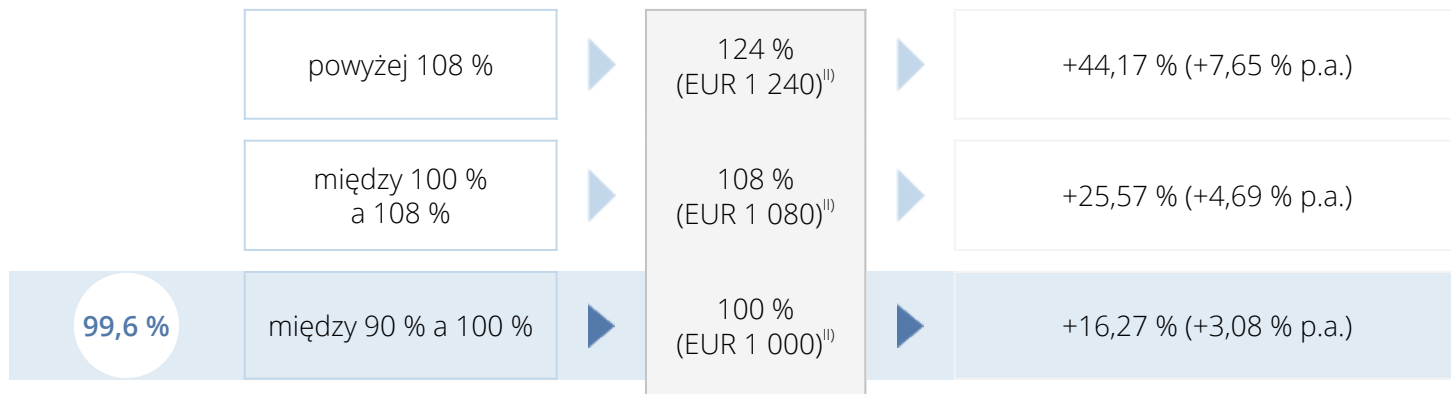 powyżej 108 %
124 %
(EUR 1 240)II)
+44,17 % (+7,65 % p.a.)
między 100 %
a 108 %
108 %
(EUR 1 080)II)
+25,57 % (+4,69 % p.a.)
99,6 %
między 90 % a 100 %
100 %
(EUR 1 000)II)
+16,27 % (+3,08 % p.a.)